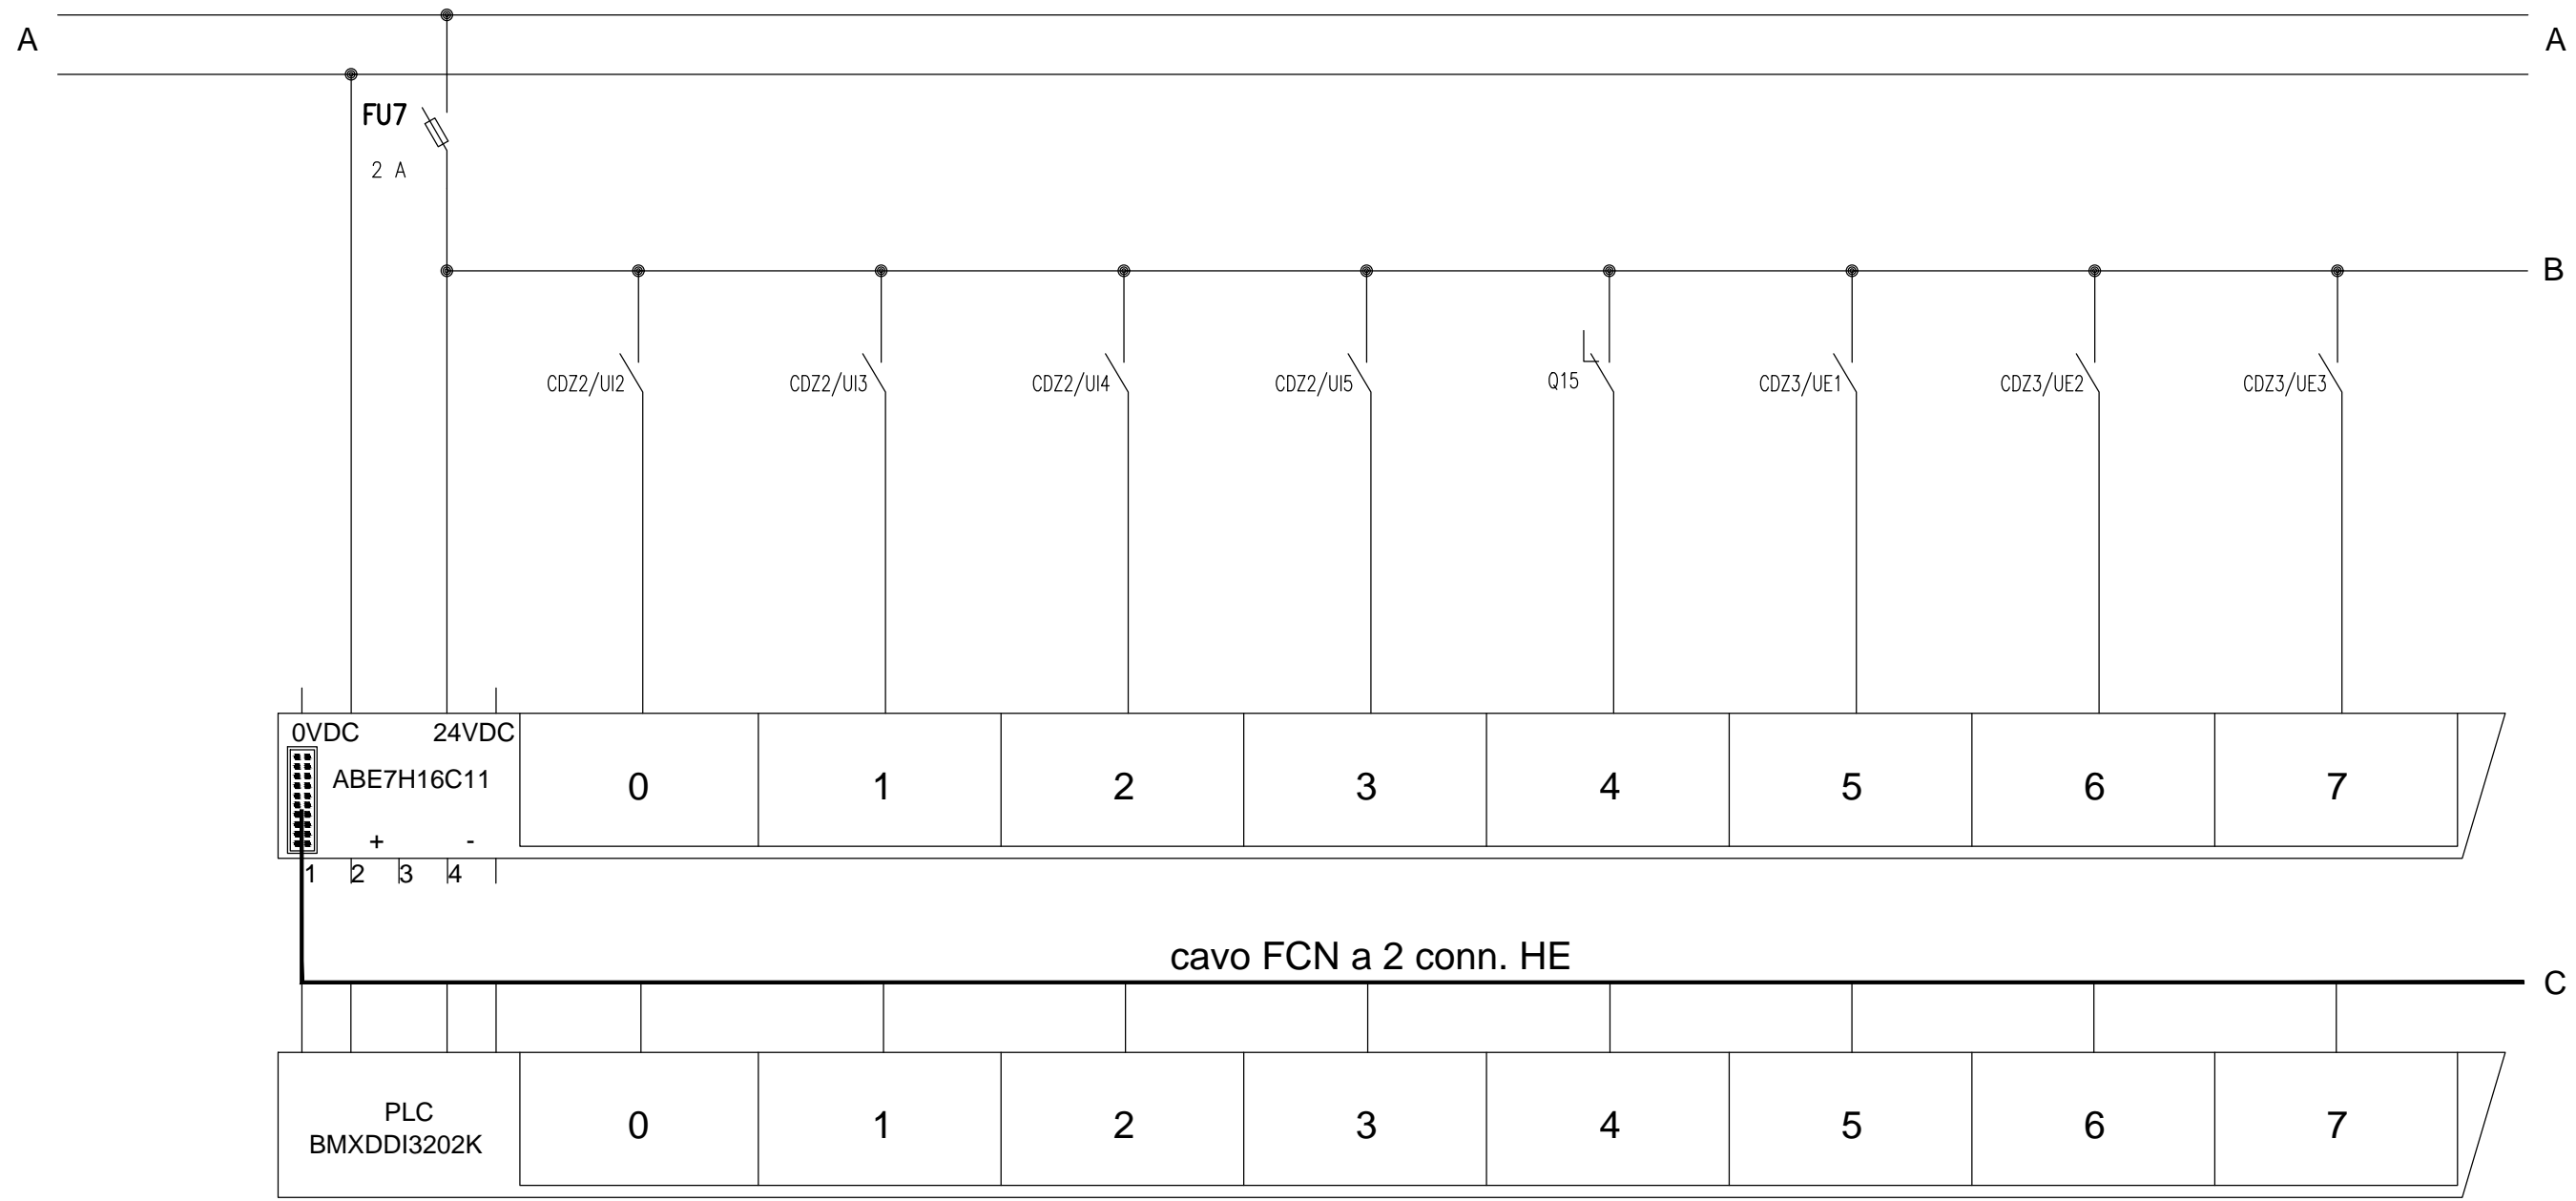 A A
FU7
2 A
B
CDZ2/UI2 CDZ2/UI3 CDZ2/UI4 CDZ2/UI5 Q15 CDZ3/UE1 CDZ3/UE2 CDZ3/UE3
0VDC 24VDC
ABE7H16C11
0 1 2 3 4 5 6 7
+ -
1 2 3 4
cavo FCN a 2 conn. HE
C
PLC
BMXDDI3202K
0 1 2 3 4 5 6 7